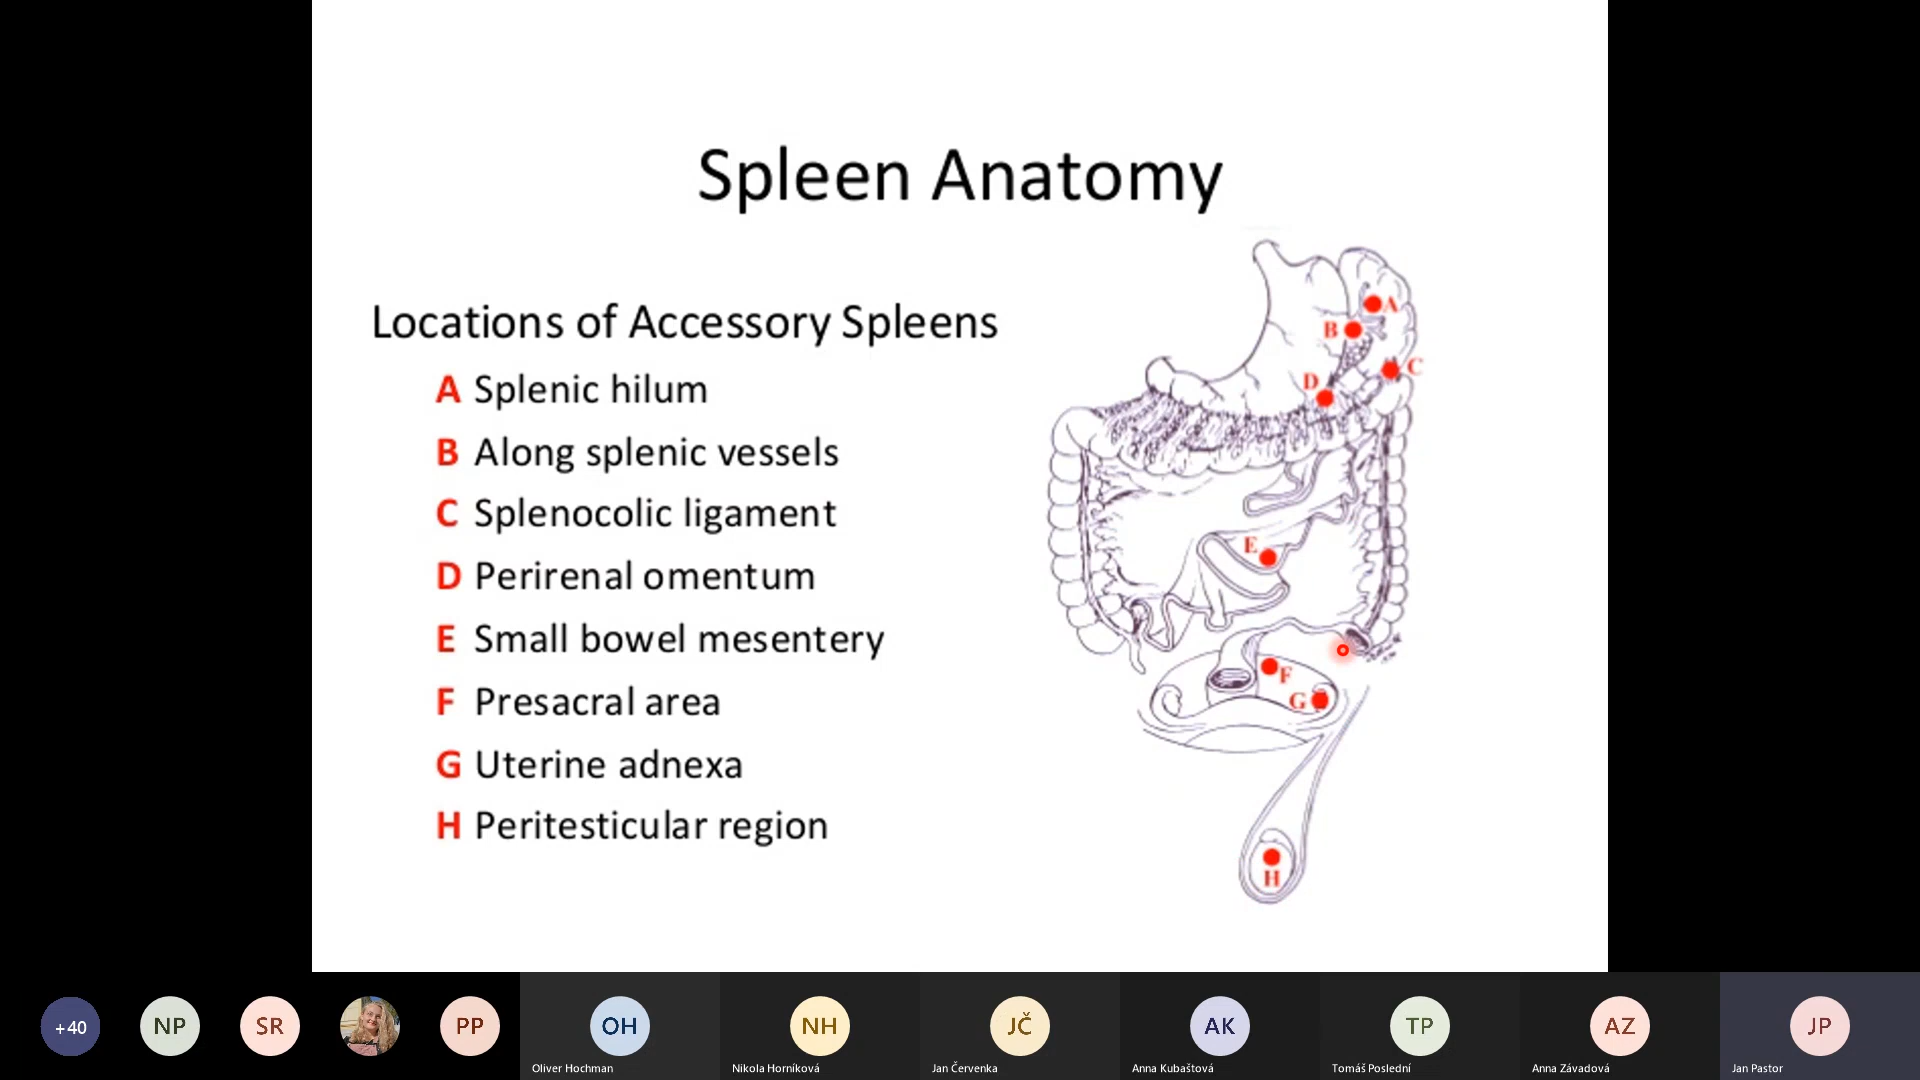 Spleen Anatomy
Locations of Accessory Spleens
A Splenic hilum
B Along splenic vessels
C Splenocolic ligament
D Perirenal omentum
E Small bowel mesentery
F Presacral area
G Uterine adnexa
H Peritesticular region
A
B
C
D
E
F
G
H
+40
NP
SR
PP
OH
NH
JČ
AK
TP
AZ
JP
Oliver Hochman
Nikola Horníková
Jan Červenka
Anna Kubaštová
Tomáš Poslední
Anna Závadová
Jan Pastor